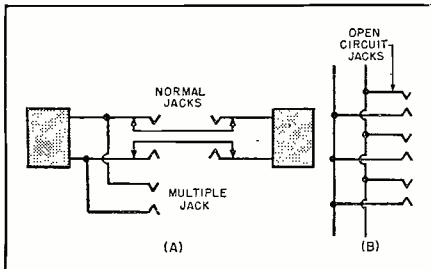 NORMAL
JACKS
MULTIPLE
JACK
(A)
OPEN
CIRCUIT
JACKS
(B)